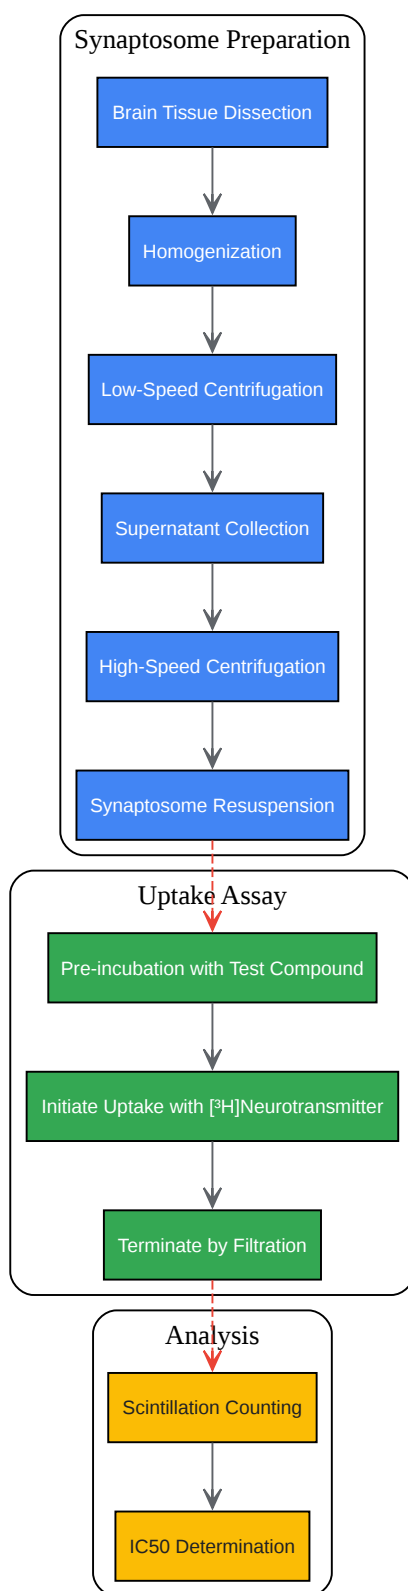 Synaptosome Preparation
Brain Tissue Dissection
Homogenization
Low-Speed Centrifugation
Supernatant Collection
High-Speed Centrifugation
Synaptosome Resuspension
Uptake Assay
Pre-incubation with Test Compound
Initiate Uptake with [³H]Neurotransmitter
Terminate by Filtration
Analysis
Scintillation Counting
IC50 Determination